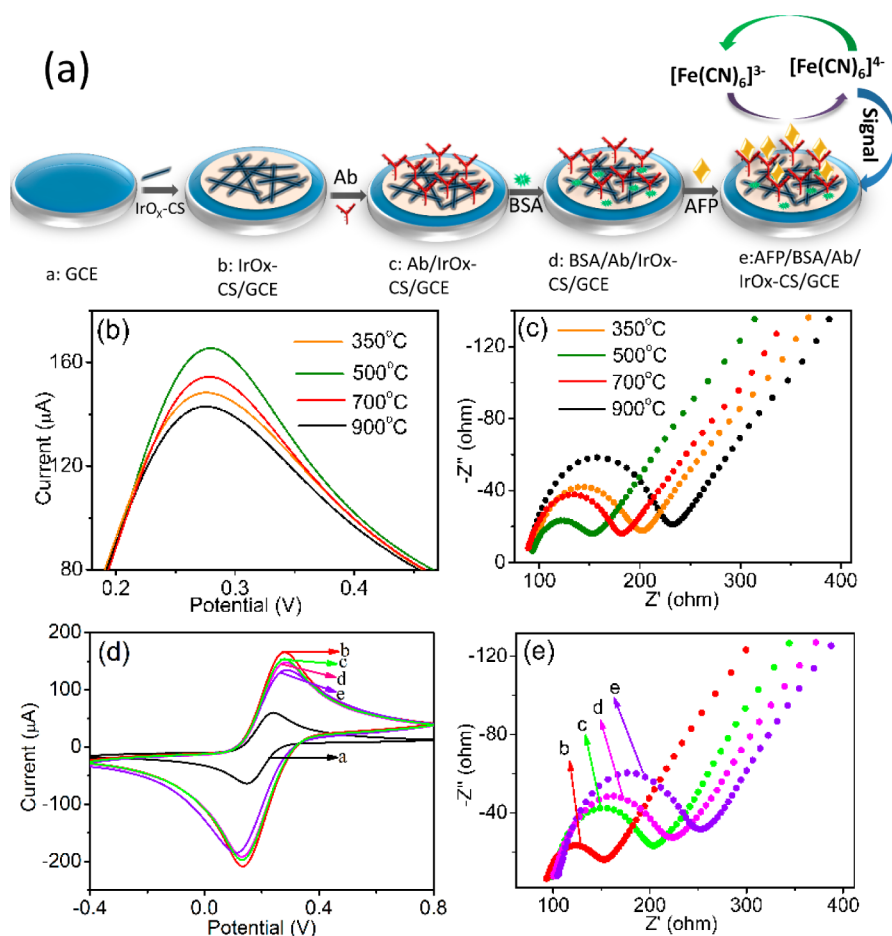 (a)
[Fe(CN)₆]³⁻ [Fe(CN)₆]⁴⁻
Signal
IrOₓ-CS
Ab
BSA
AFP
a: GCE
b: IrOx-
CS/GCE
c: Ab/IrOx-
CS/GCE
d: BSA/Ab/IrOx-
CS/GCE
e:AFP/BSA/Ab/
IrOx-CS/GCE
(b)
350°C
500°C
700°C
900°C
160
120
80
Current (µA)
0.2 0.3 0.4
Potential (V)
(c)
350°C
500°C
700°C
900°C
-120
-80
-40
0
-Z" (ohm)
100 200 300 400
Z' (ohm)
(d)
b
c
d
e
a
200
100
0
-100
-200
Current (µA)
-0.4 0.0 0.4 0.8
Potential (V)
(e)
b
c
d
e
-120
-80
-40
-Z" (ohm)
100 200 300 400
Z' (ohm)